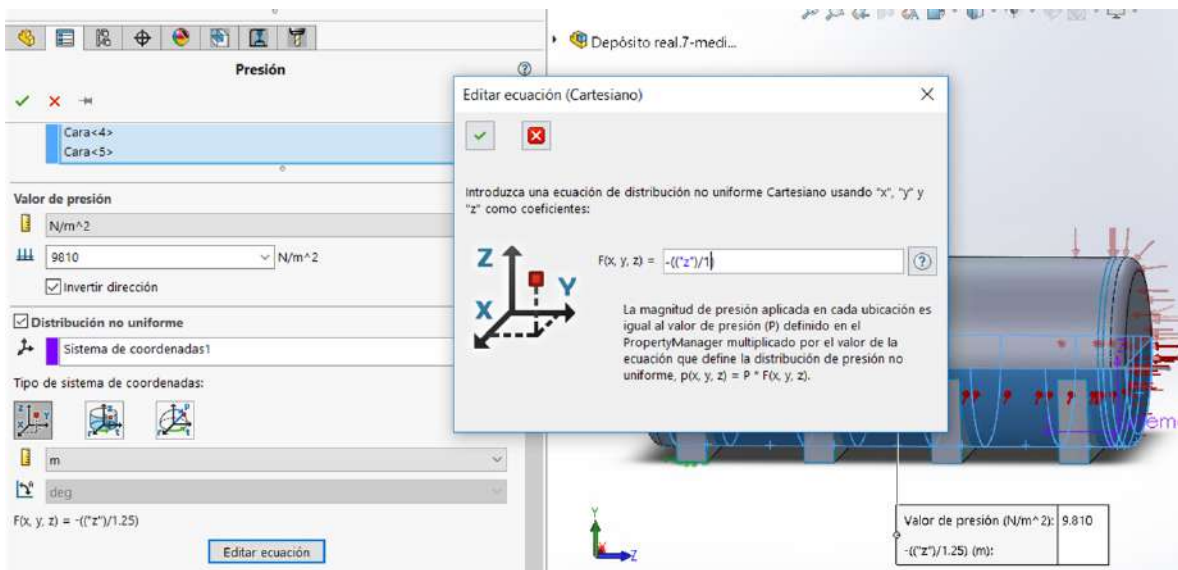 Presión
Cara<4>
Cara<5>
Valor de presión
N/m^2
9810
N/m^2
Invertir dirección
Distribución no uniforme
Sistema de coordenadas1
Tipo de sistema de coordenadas:
m
deg
F(x, y, z) = -(("z")/1.25)
Editar ecuación
Depósito real.7-medi...
Editar ecuación (Cartesiano)
Introduzca una ecuación de distribución no uniforme Cartesiano usando "x", "y" y
"z" como coeficientes:
Z
Y
X
F(x, y, z) = -(("z")/1)
La magnitud de presión aplicada en cada ubicación es
igual al valor de presión (P) definido en el
PropertyManager multiplicado por el valor de la
ecuación que define la distribución de presión no
uniforme, p(x, y, z) = P * F(x, y, z).
Valor de presión (N/m^2): 9.810
-(("z")/1.25) (m):
Y
Z